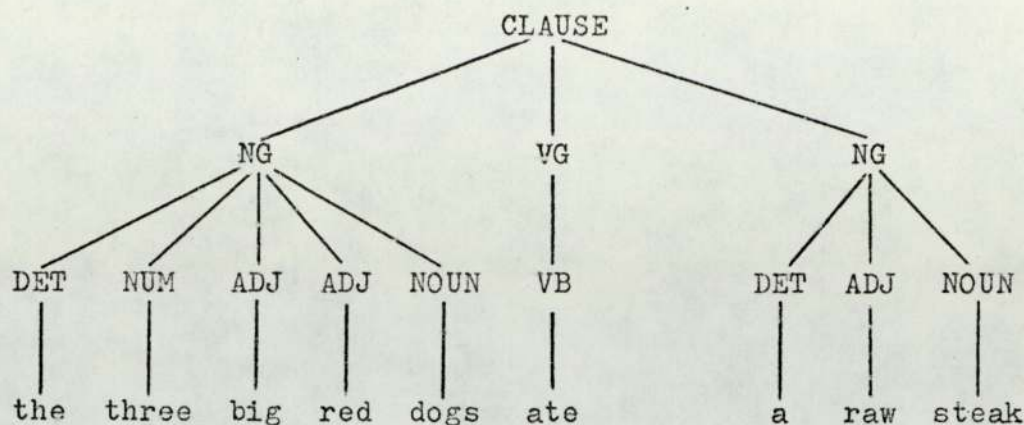 CLAUSE
NG VG NG
DET NUM ADJ ADJ NOUN VB DET ADJ NOUN
the three big red dogs ate a raw steak